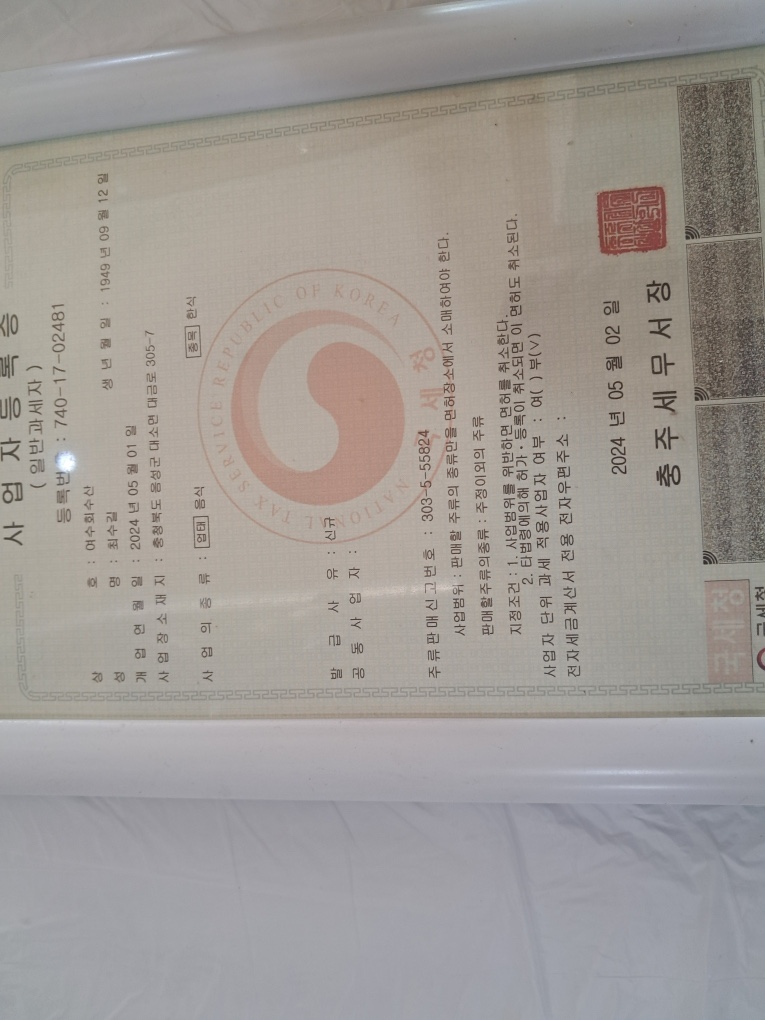 사업자등록증
( 일반과세자 )
등록번호 : 740-17-02481
상 호 : 여수회수산
성 명 : 최수길 생 년 월 일 : 1949 년 09 월 12 일
개 업 연 월 일 : 2024 년 05 월 01 일
사 업 장 소 재 지 : 충청북도 음성군 대소면 대금로 305-7
사 업 의 종 류 : 업태 음식 종목 한식
발 급 사 유 : 신규
공 동 사 업 자 :
주류판매신고번호 : 303-5-55824
사업범위 : 판매할 주류의 종류만을 면허장소에서 소매하여야 한다.
판매할주류의종류 : 주정이외의 주류
지정조건 : 1. 사업범위를 위반하면 면허를 취소한다.
2. 타법령에의해 허가·등록이 취소되면 이 면허도 취소된다.
사업자 단위 과세 적용사업자 여부 : 여( ) 부(∨)
전자세금계산서 전용 전자우편주소 :
2024 년 05 월 02 일
충주세무서장
NATIONAL TAX SERVICE REPUBLIC OF KOREA
국세청
국세청
국세청